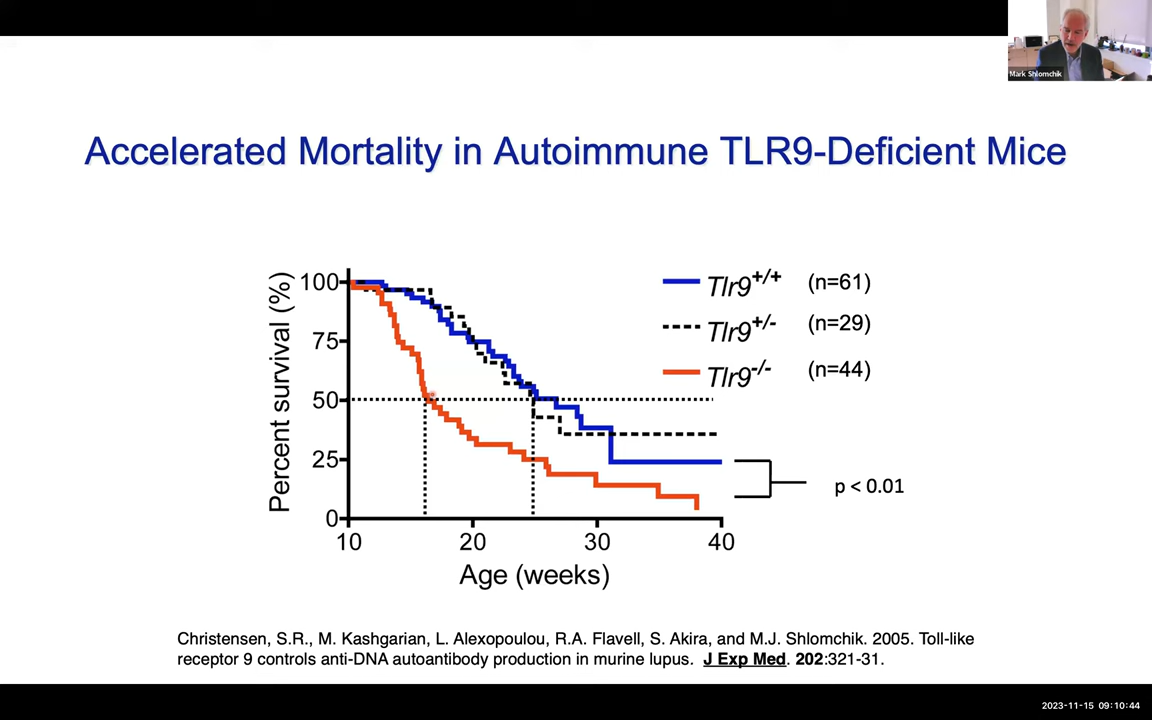 Mark Shlomchik
Accelerated Mortality in Autoimmune TLR9-Deficient Mice
Percent survival (%)
100
75
50
25
0
10 20 30 40
Age (weeks)
Tlr9+/+ (n=61)
Tlr9+/- (n=29)
Tlr9-/- (n=44)
p < 0.01
Christensen, S.R., M. Kashgarian, L. Alexopoulou, R.A. Flavell, S. Akira, and M.J. Shlomchik. 2005. Toll-like
receptor 9 controls anti-DNA autoantibody production in murine lupus. J Exp Med. 202:321-31.
2023-11-15 09:10:44